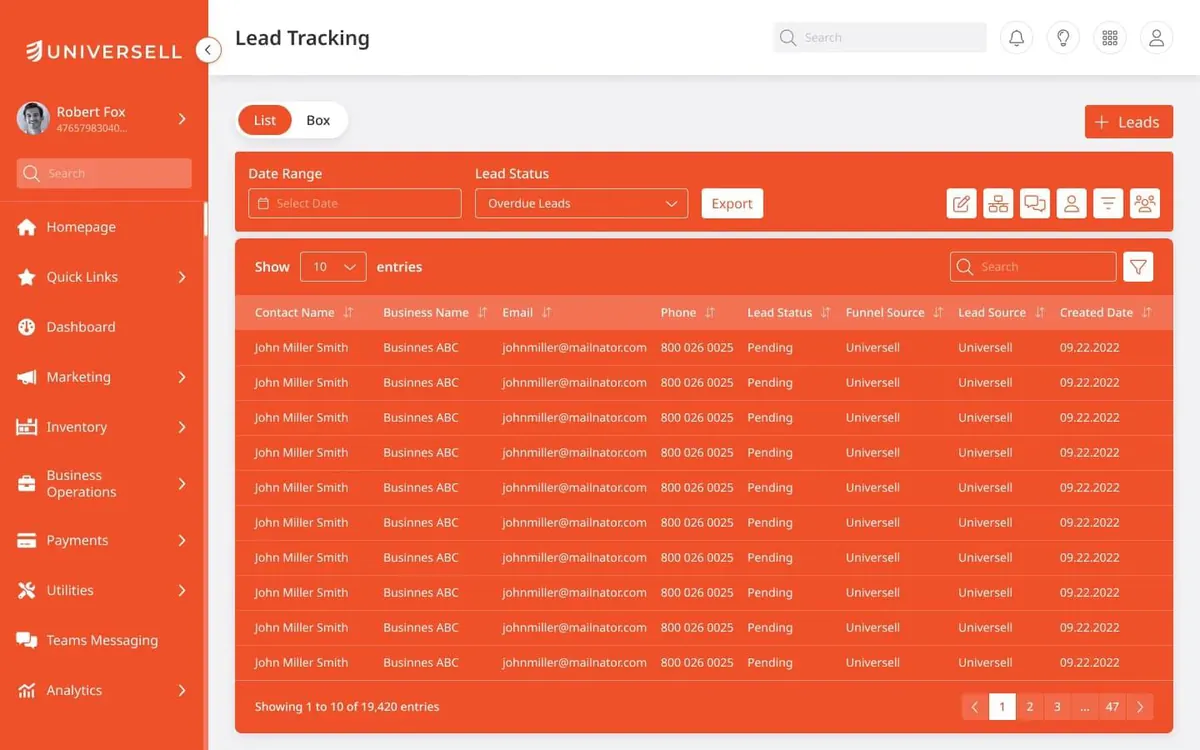 UNIVERSELL
Robert Fox
47657983040...
Search
Homepage
Quick Links
Dashboard
Marketing
Inventory
Business
Operations
Payments
Utilities
Teams Messaging
Analytics
Lead Tracking
Search
List
Box
+ Leads
Date Range
Select Date
Lead Status
Overdue Leads
Export
Show 10 entries
Search
Contact Name Business Name Email Phone Lead Status Funnel Source Lead Source Created Date
John Miller Smith Businnes ABC johnmiller@mailnator.com 800 026 0025 Pending Universell Universell 09.22.2022
John Miller Smith Businnes ABC johnmiller@mailnator.com 800 026 0025 Pending Universell Universell 09.22.2022
John Miller Smith Businnes ABC johnmiller@mailnator.com 800 026 0025 Pending Universell Universell 09.22.2022
John Miller Smith Businnes ABC johnmiller@mailnator.com 800 026 0025 Pending Universell Universell 09.22.2022
John Miller Smith Businnes ABC johnmiller@mailnator.com 800 026 0025 Pending Universell Universell 09.22.2022
John Miller Smith Businnes ABC johnmiller@mailnator.com 800 026 0025 Pending Universell Universell 09.22.2022
John Miller Smith Businnes ABC johnmiller@mailnator.com 800 026 0025 Pending Universell Universell 09.22.2022
John Miller Smith Businnes ABC johnmiller@mailnator.com 800 026 0025 Pending Universell Universell 09.22.2022
John Miller Smith Businnes ABC johnmiller@mailnator.com 800 026 0025 Pending Universell Universell 09.22.2022
John Miller Smith Businnes ABC johnmiller@mailnator.com 800 026 0025 Pending Universell Universell 09.22.2022
Showing 1 to 10 of 19,420 entries
1 2 3 ... 47